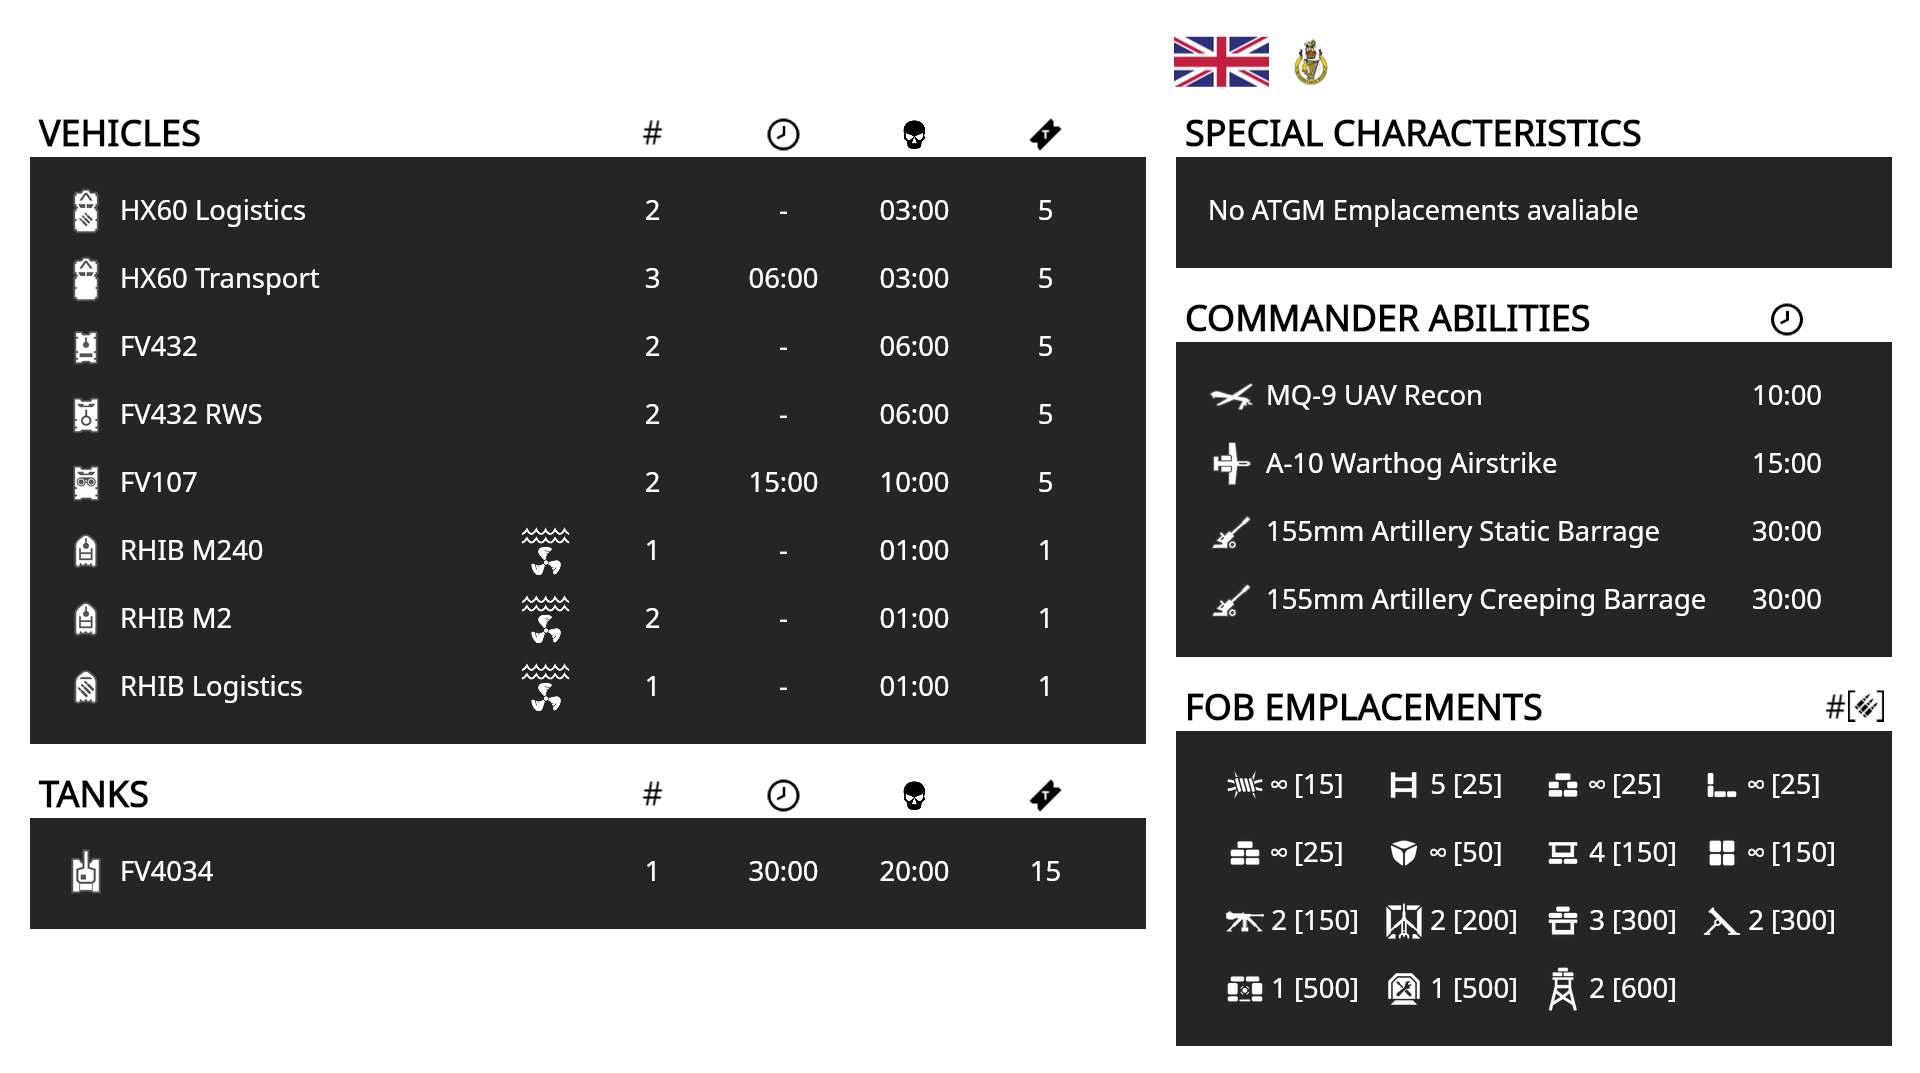 VEHICLES #
HX60 Logistics 2 - 03:00 5
HX60 Transport 3 06:00 03:00 5
FV432 2 - 06:00 5
FV432 RWS 2 - 06:00 5
FV107 2 15:00 10:00 5
RHIB M240 1 - 01:00 1
RHIB M2 2 - 01:00 1
RHIB Logistics 1 - 01:00 1
TANKS #
FV4034 1 30:00 20:00 15
SPECIAL CHARACTERISTICS
No ATGM Emplacements avaliable
COMMANDER ABILITIES
MQ-9 UAV Recon 10:00
A-10 Warthog Airstrike 15:00
155mm Artillery Static Barrage 30:00
155mm Artillery Creeping Barrage 30:00
FOB EMPLACEMENTS #[]
∞ [15] 5 [25] ∞ [25] ∞ [25]
∞ [25] ∞ [50] 4 [150] ∞ [150]
2 [150] 2 [200] 3 [300] 2 [300]
1 [500] 1 [500] 2 [600]